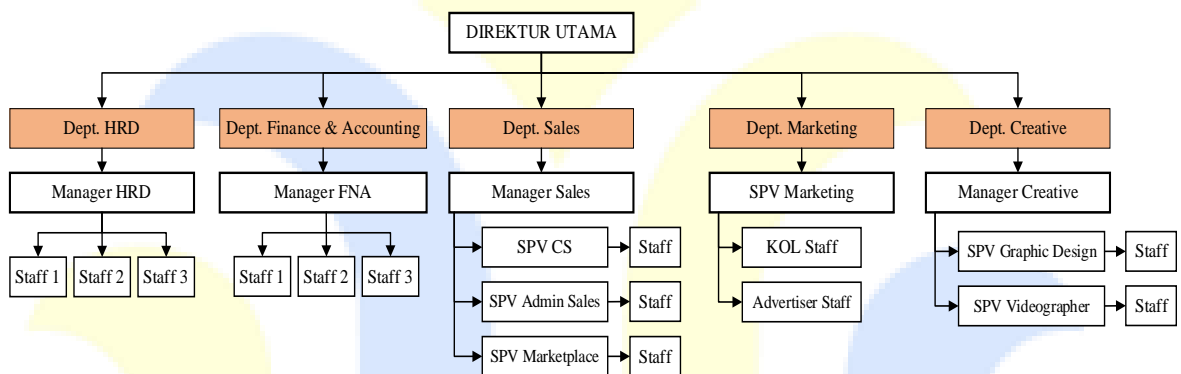 DIREKTUR UTAMA
Dept. HRD
Dept. Finance & Accounting
Dept. Sales
Dept. Marketing
Dept. Creative
Manager HRD
Manager FNA
Manager Sales
SPV Marketing
Manager Creative
Staff 1
Staff 2
Staff 3
Staff 1
Staff 2
Staff 3
SPV CS
Staff
SPV Admin Sales
Staff
SPV Marketplace
Staff
KOL Staff
Advertiser Staff
SPV Graphic Design
Staff
SPV Videographer
Staff